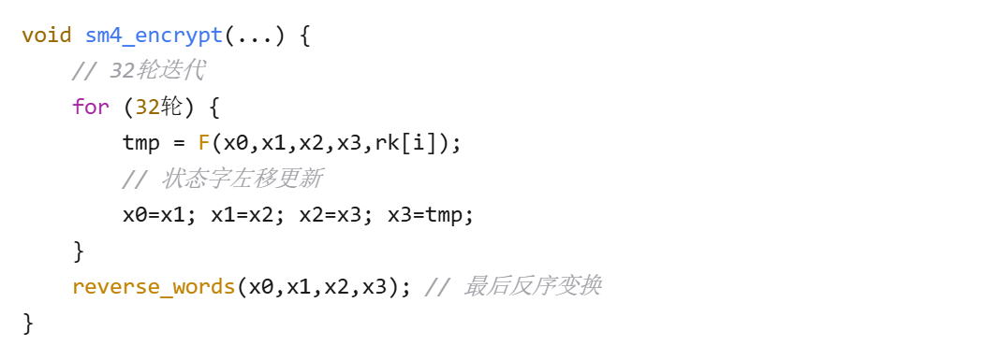 void sm4_encrypt(...) {
    // 32轮迭代
    for (32轮) {
        tmp = F(x0,x1,x2,x3,rk[i]);
        // 状态字左移更新
        x0=x1; x1=x2; x2=x3; x3=tmp;
    }
    reverse_words(x0,x1,x2,x3); // 最后反序变换
}